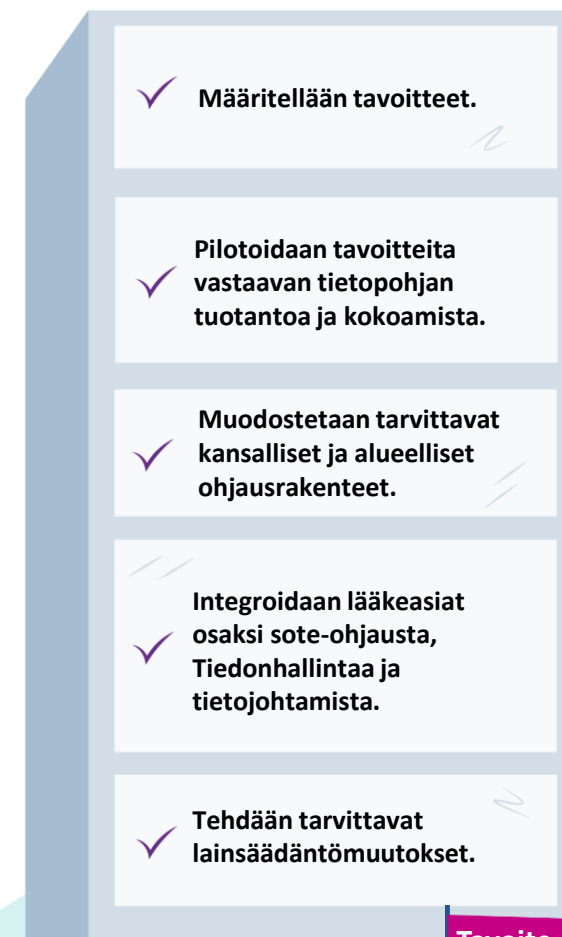 Määritellään tavoitteet.
Pilotoidaan tavoitteita
vastaavan tietopohjan
tuotantoa ja kokoamista.
Muodostetaan tarvittavat
kansalliset ja alueelliset
ohjausrakenteet.
Integroidaan lääkeasiat
osaksi sote-ohjausta,
Tiedonhallintaa ja
tietojohtamista.
Tehdään tarvittavat
lainsäädäntömuutokset.
Tavoite